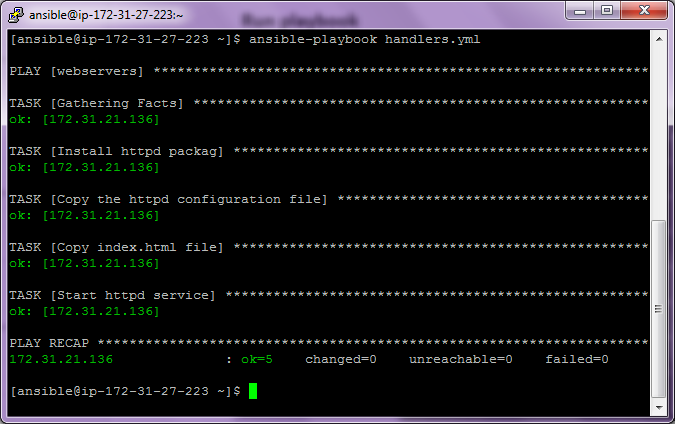 ansible@ip-172-31-27-223:~
Run playbook
[ansible@ip-172-31-27-223 ~]$ ansible-playbook handlers.yml
PLAY [webservers] **************************************************************
TASK [Gathering Facts] *********************************************************
ok: [172.31.21.136]
TASK [Install httpd packag] ****************************************************
ok: [172.31.21.136]
TASK [Copy the httpd configuration file] ***************************************
ok: [172.31.21.136]
TASK [Copy index.html file] ****************************************************
ok: [172.31.21.136]
TASK [Start httpd service] *****************************************************
ok: [172.31.21.136]
PLAY RECAP *********************************************************************
172.31.21.136 : ok=5 changed=0 unreachable=0 failed=0
[ansible@ip-172-31-27-223 ~]$